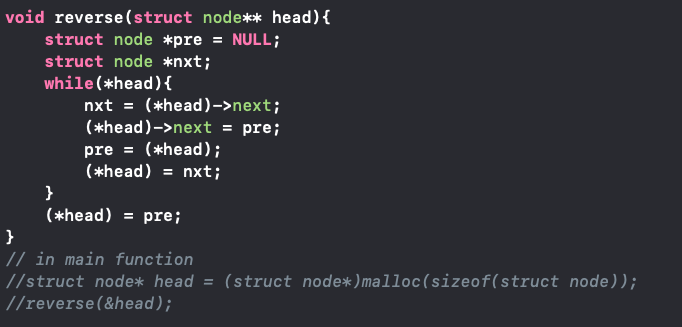 void reverse(struct node** head){
    struct node *pre = NULL;
    struct node *nxt;
    while(*head){
        nxt = (*head)->next;
        (*head)->next = pre;
        pre = (*head);
        (*head) = nxt;
    }
    (*head) = pre;
}
// in main function
//struct node* head = (struct node*)malloc(sizeof(struct node));
//reverse(&head);